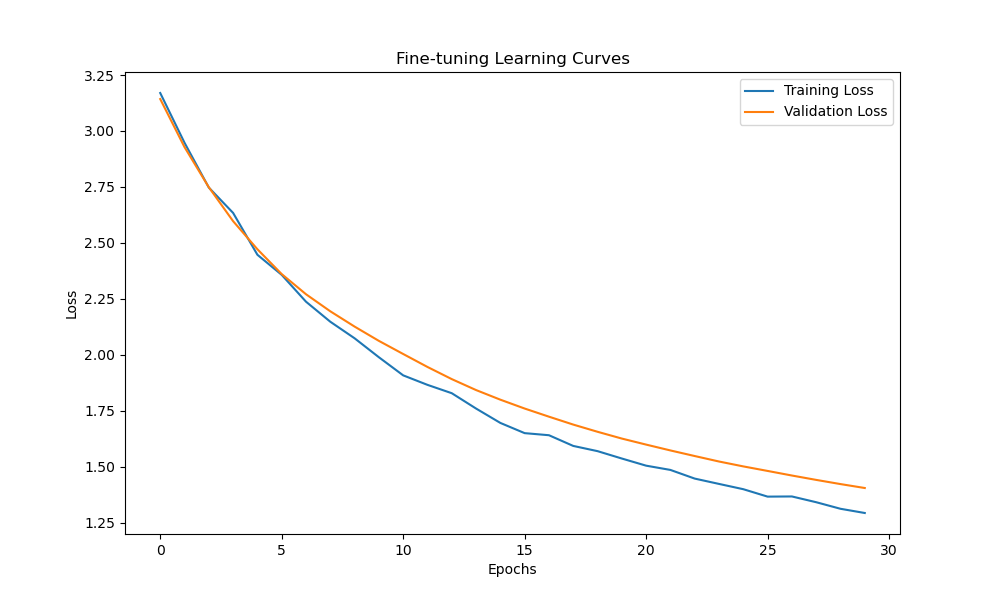 Fine-tuning Learning Curves
Training Loss
Validation Loss
3.25
3.00
2.75
2.50
2.25
2.00
1.75
1.50
1.25
Loss
0 5 10 15 20 25 30
Epochs